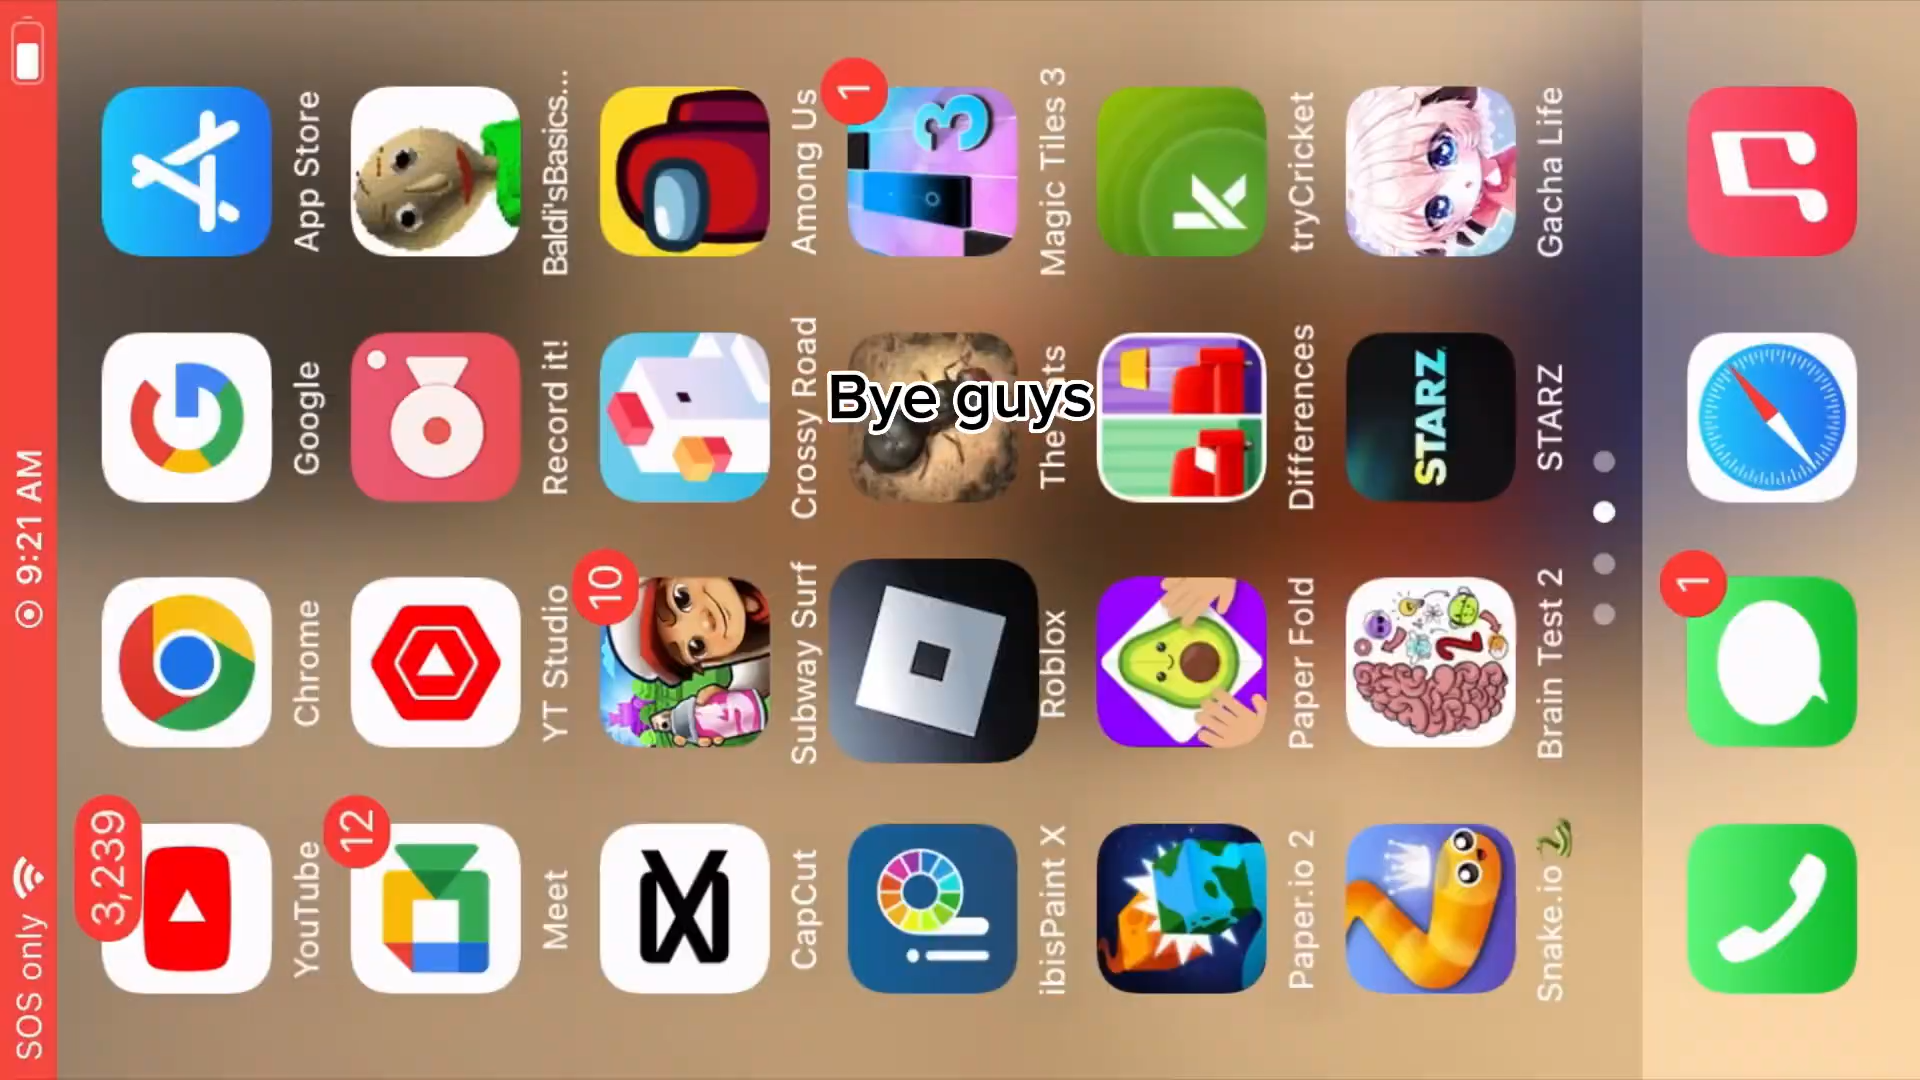 SOS only
9:21 AM
3,239
YouTube
Chrome
Google
App Store
12
Meet
YT Studio
Record it!
Baldi'sBasics...
CapCut
10
Subway Surf
Crossy Road
Among Us
ibisPaint X
Roblox
1
3
Magic Tiles 3
Bye guys
Paper.io 2
Paper Fold
Differences
tryCricket
Snake.io
2
Brain Test 2
STARZ
STARZ
Gacha Life
1